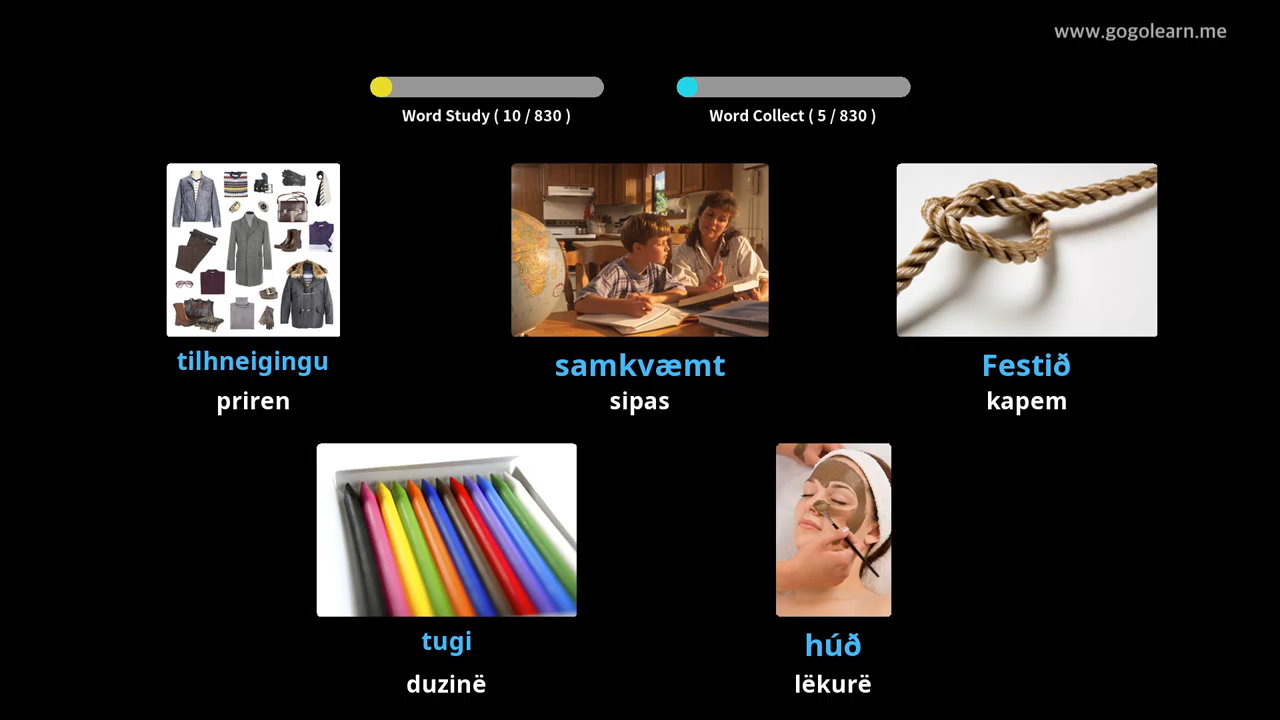 www.gogolearn.me
Word Study ( 10 / 830 )
Word Collect ( 5 / 830 )
tilhneigingu
priren
samkvæmt
sipas
Festið
kapem
tugi
duzinë
húð
lëkurë